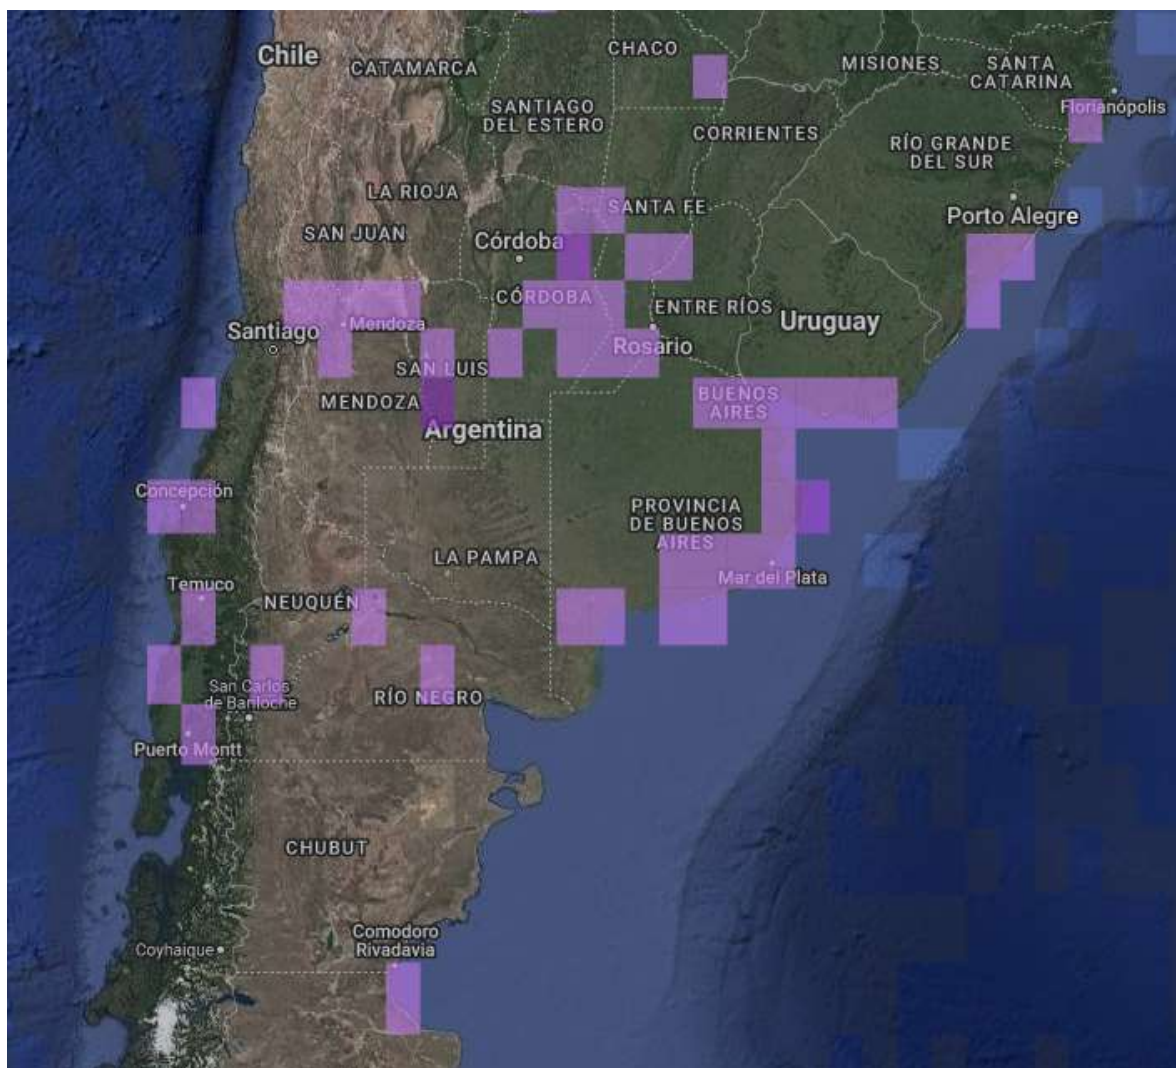 Chile
CATAMARCA
CHACO
MISIONES
SANTA
CATARINA
SANTIAGO
DEL ESTERO
Florianópolis
CORRIENTES
RÍO GRANDE
DEL SUR
LA RIOJA
SANTA FE
Porto Alegre
SAN JUAN
Córdoba
CÓRDOBA
ENTRE RÍOS
Uruguay
Mendoza
Santiago
Rosario
SAN LUIS
MENDOZA
BUENOS
AIRES
Argentina
Concepción
PROVINCIA
DE BUENOS
AIRES
LA PAMPA
Mar del Plata
Temuco
NEUQUÉN
San Carlos
de Bariloche
RÍO NEGRO
Puerto Montt
CHUBUT
Comodoro
Rivadavia
Coyhaique